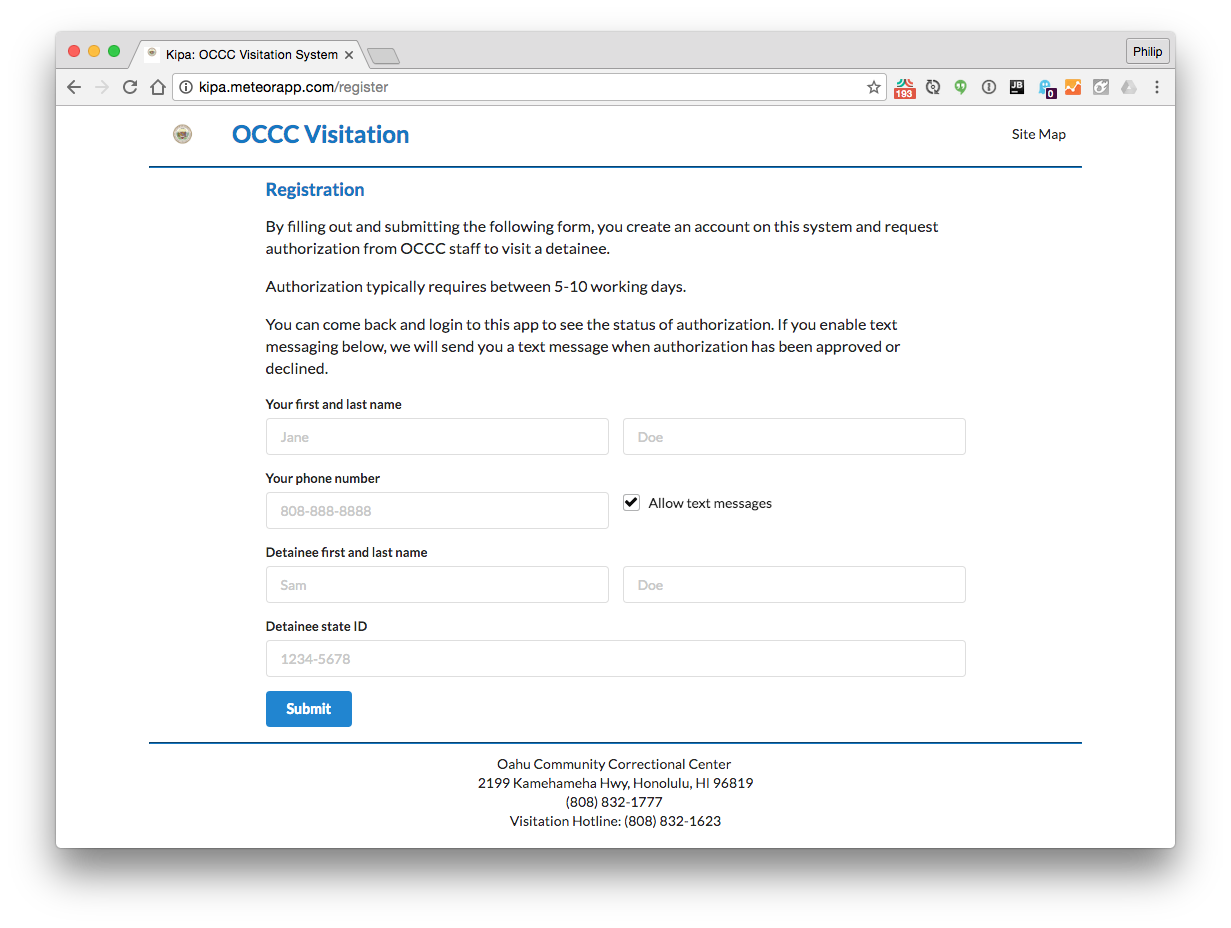 Kipa: OCCC Visitation System
Philip
kipa.meteorapp.com/register
193
JB
0
OCCC Visitation
Site Map
Registration
By filling out and submitting the following form, you create an account on this system and request
authorization from OCCC staff to visit a detainee.
Authorization typically requires between 5-10 working days.
You can come back and login to this app to see the status of authorization. If you enable text
messaging below, we will send you a text message when authorization has been approved or
declined.
Your first and last name
Jane Doe
Your phone number
808-888-8888 Allow text messages
Detainee first and last name
Sam Doe
Detainee state ID
1234-5678
Submit
Oahu Community Correctional Center
2199 Kamehameha Hwy, Honolulu, HI 96819
(808) 832-1777
Visitation Hotline: (808) 832-1623